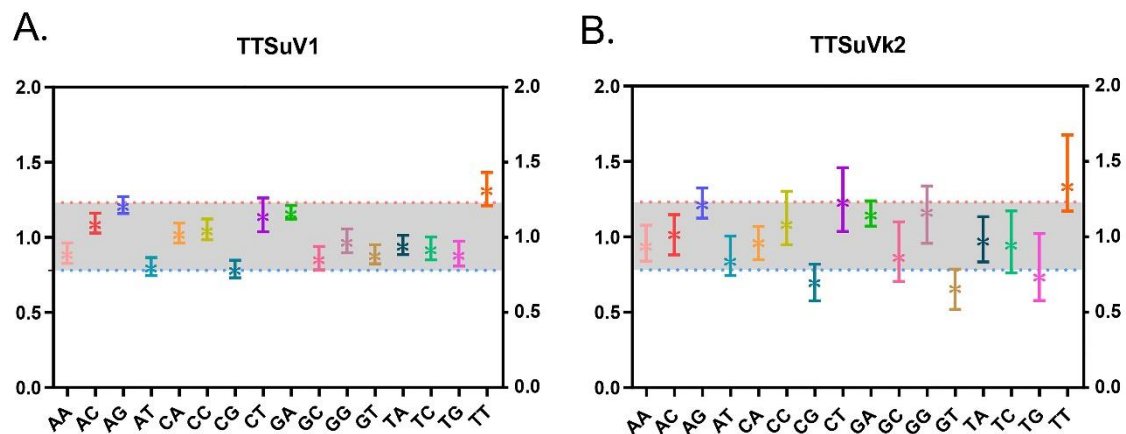 A.
TTSuV1
2.0 2.0
1.5 1.5
1.0 1.0
0.5 0.5
0.0 0.0
AA AC AG AT CA CC CG CT GA GC GG GT TA TC TG TT
B.
TTSuVk2
2.0 2.0
1.5 1.5
1.0 1.0
0.5 0.5
0.0 0.0
AA AC AG AT CA CC CG CT GA GC GG GT TA TC TG TT